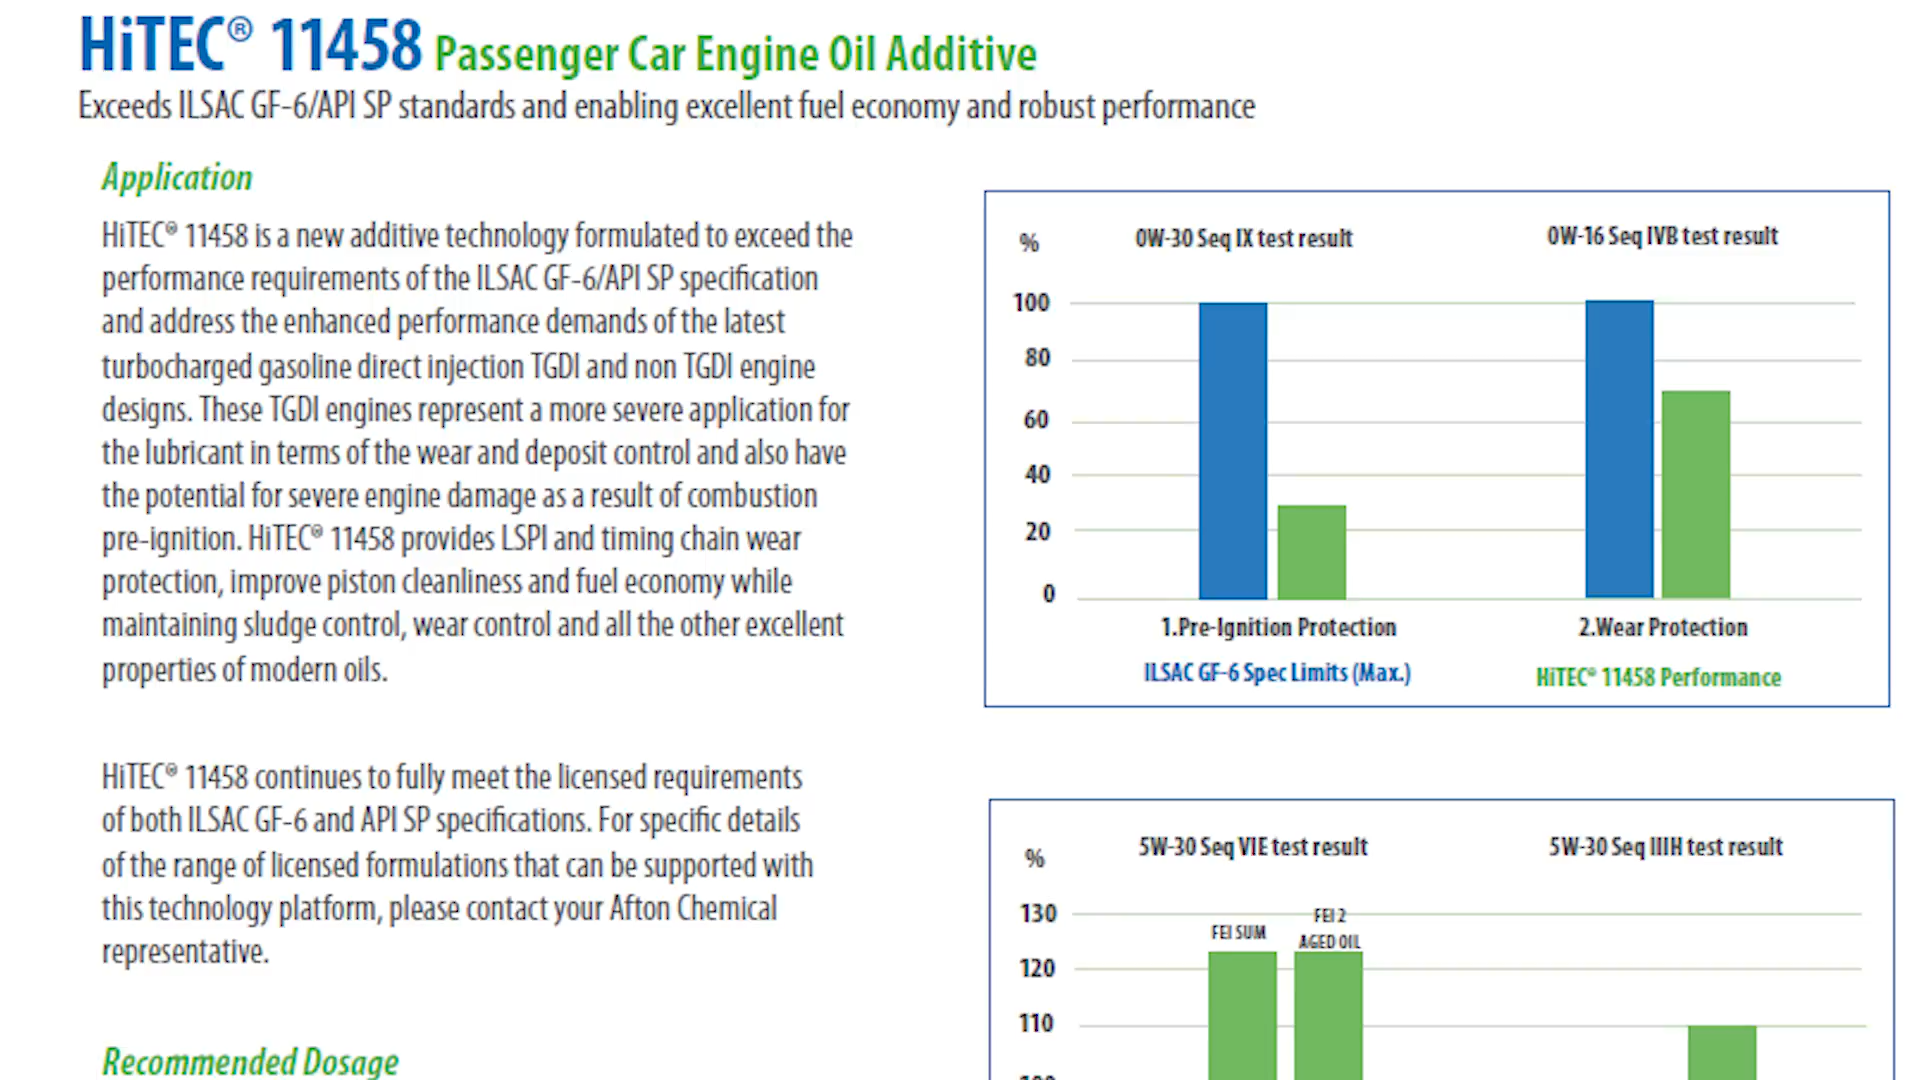 HiTEC® 11458 Passenger Car Engine Oil Additive
Exceeds ILSAC GF-6/API SP standards and enabling excellent fuel economy and robust performance
Application
HiTEC® 11458 is a new additive technology formulated to exceed the
performance requirements of the ILSAC GF-6/API SP specification
and address the enhanced performance demands of the latest
turbocharged gasoline direct injection TGDI and non TGDI engine
designs. These TGDI engines represent a more severe application for
the lubricant in terms of the wear and deposit control and also have
the potential for severe engine damage as a result of combustion
pre-ignition. HiTEC® 11458 provides LSPI and timing chain wear
protection, improve piston cleanliness and fuel economy while
maintaining sludge control, wear control and all the other excellent
properties of modern oils.
HiTEC® 11458 continues to fully meet the licensed requirements
of both ILSAC GF-6 and API SP specifications. For specific details
of the range of licensed formulations that can be supported with
this technology platform, please contact your Afton Chemical
representative.
Recommended Dosage
% 0W-30 Seq IX test result 0W-16 Seq IVB test result
100
80
60
40
20
0
1.Pre-Ignition Protection 2.Wear Protection
ILSAC GF-6 Spec Limits (Max.) HiTEC® 11458 Performance
% 5W-30 Seq VIE test result 5W-30 Seq IIIH test result
130
FEI SUM FEI 2
AGED OIL
120
110